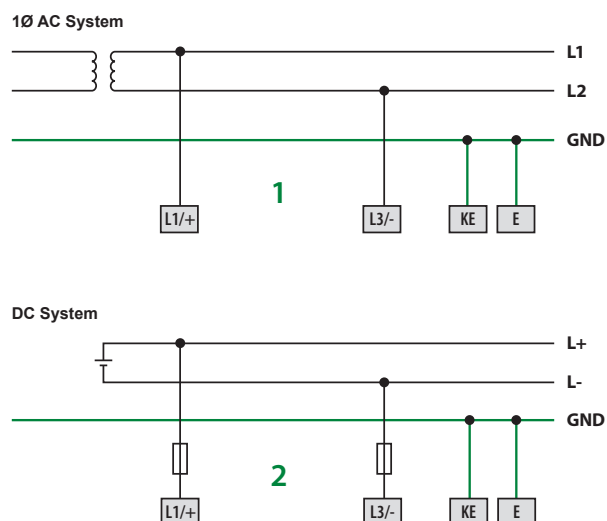 1Ø AC System
L1
L2
GND
1
L1/+ L3/- KE E
DC System
L+
L-
GND
2
L1/+ L3/- KE E